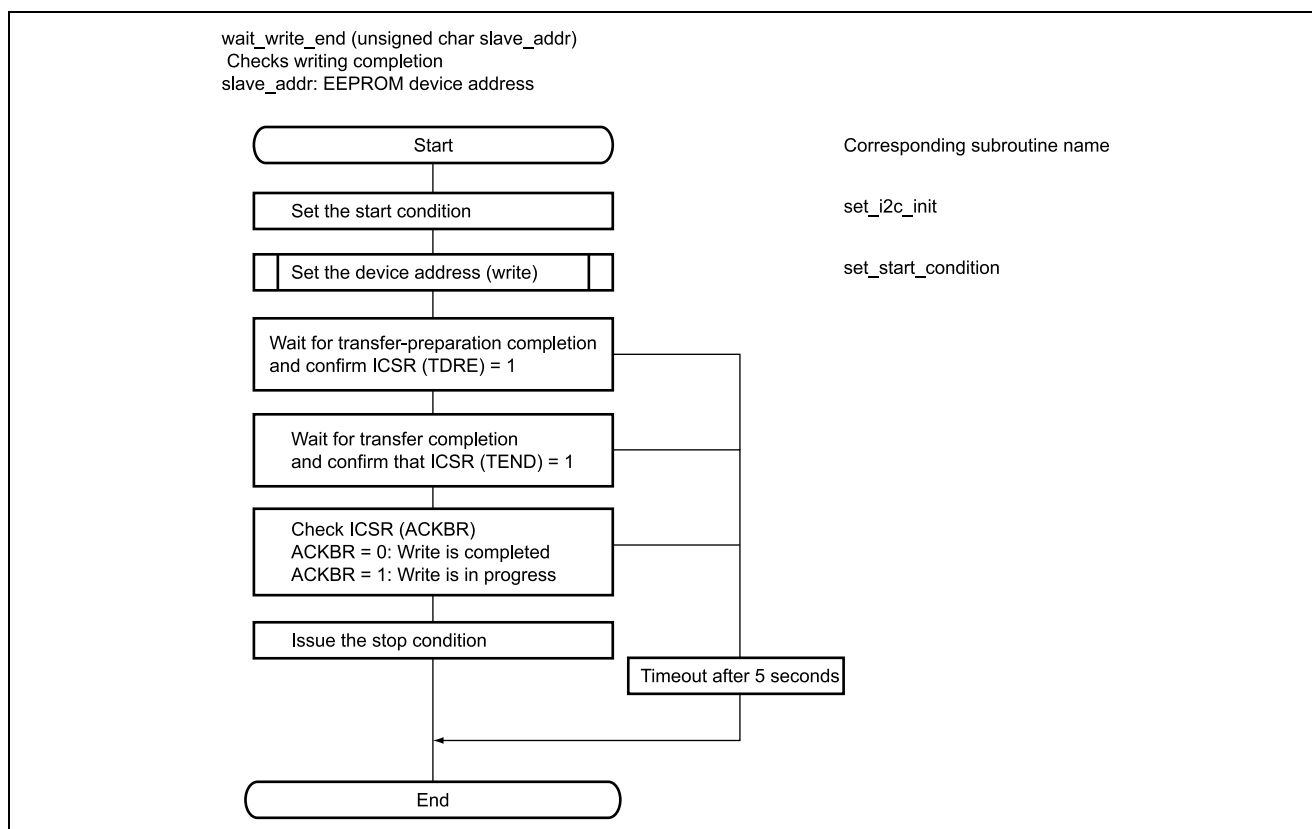 wait_write_end (unsigned char slave_addr)
Checks writing completion
slave_addr: EEPROM device address
Start
Corresponding subroutine name
Set the start condition
set_i2c_init
Set the device address (write)
set_start_condition
Wait for transfer-preparation completion
and confirm ICSR (TDRE) = 1
Wait for transfer completion
and confirm that ICSR (TEND) = 1
Check ICSR (ACKBR)
ACKBR = 0: Write is completed
ACKBR = 1: Write is in progress
Issue the stop condition
Timeout after 5 seconds
End